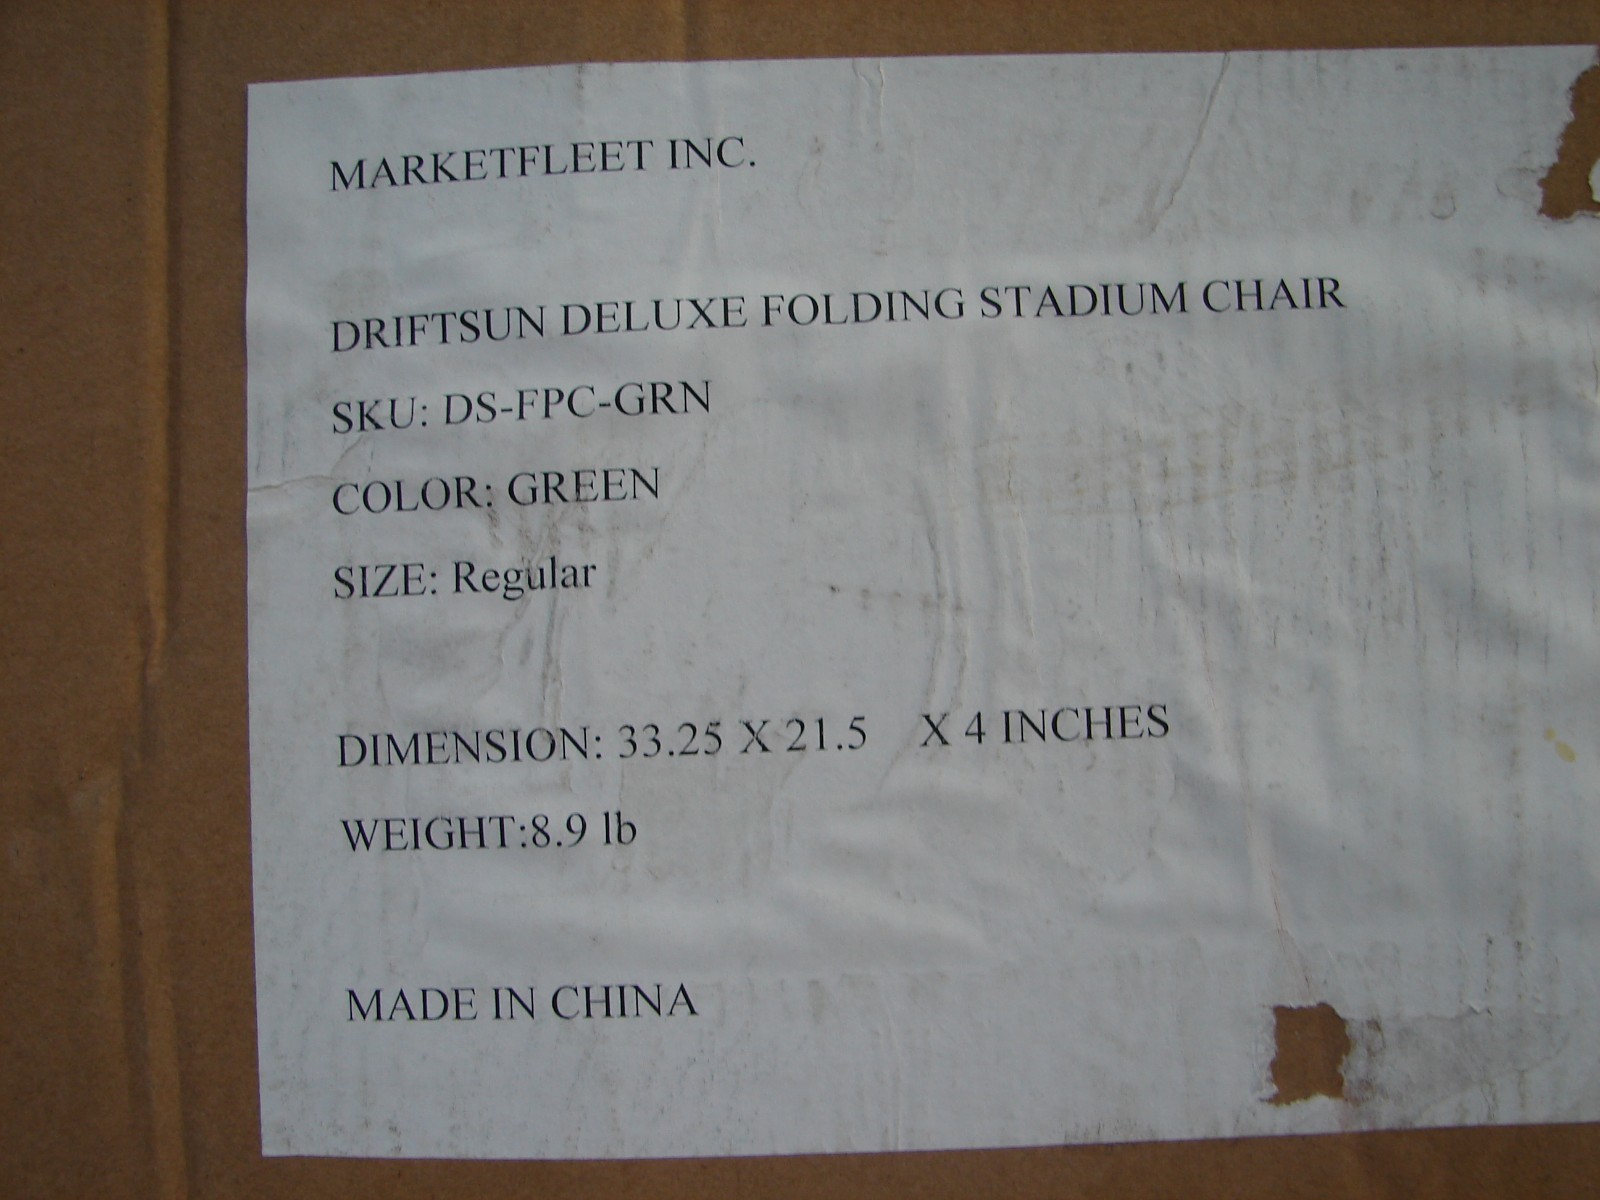 MARKETFLEET INC.
DRIFTSUN DELUXE FOLDING STADIUM CHAIR
SKU: DS-FPC-GRN
COLOR: GREEN
SIZE: Regular
DIMENSION: 33.25 X 21.5 X 4 INCHES
WEIGHT:8.9 lb
MADE IN CHINA